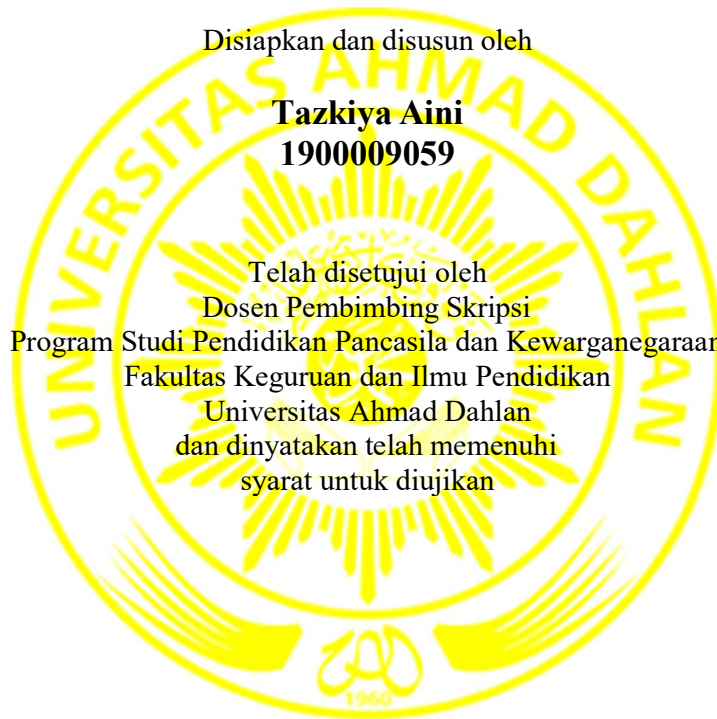 Disiapkan dan disusun oleh
Tazkiya Aini
1900009059
Telah disetujui oleh
Dosen Pembimbing Skripsi
Program Studi Pendidikan Pancasila dan Kewarganegaraan
Fakultas Keguruan dan Ilmu Pendidikan
Universitas Ahmad Dahlan
dan dinyatakan telah memenuhi
syarat untuk diujikan
UNIVERSITAS AHMAD DAHLAN
1960